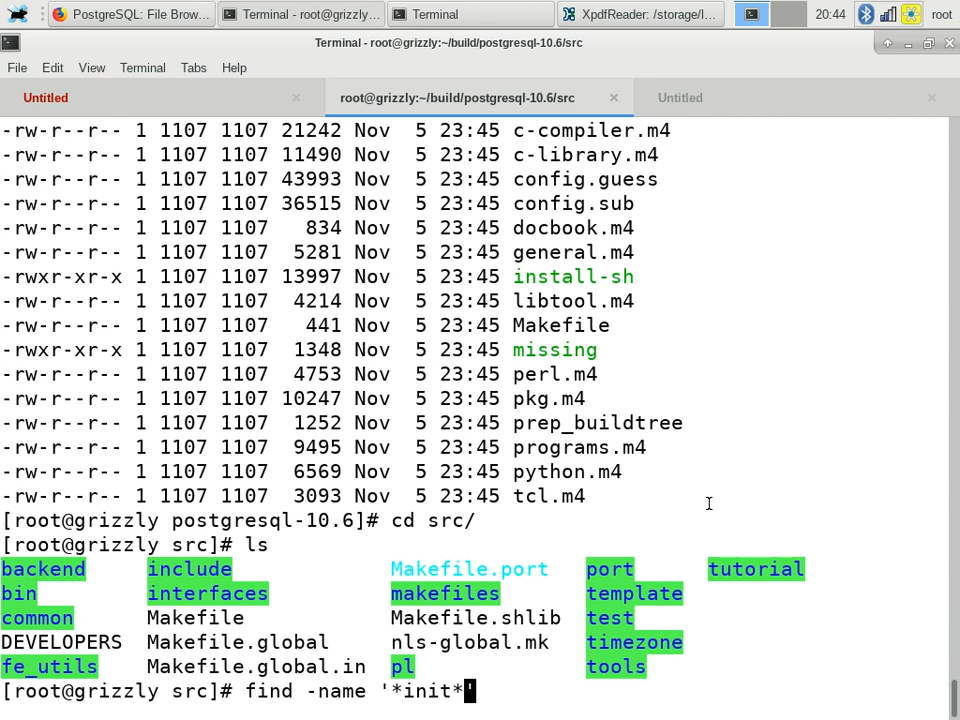 PostgreSQL: File Brow... Terminal - root@grizzly:... Terminal XpdfReader: /storage/l... 20:44 root
Terminal - root@grizzly:~/build/postgresql-10.6/src
File Edit View Terminal Tabs Help
Untitled root@grizzly:~/build/postgresql-10.6/src Untitled
-rw-r--r-- 1 1107 1107 21242 Nov  5 23:45 c-compiler.m4
-rw-r--r-- 1 1107 1107 11490 Nov  5 23:45 c-library.m4
-rw-r--r-- 1 1107 1107 43993 Nov  5 23:45 config.guess
-rw-r--r-- 1 1107 1107 36515 Nov  5 23:45 config.sub
-rw-r--r-- 1 1107 1107   834 Nov  5 23:45 docbook.m4
-rw-r--r-- 1 1107 1107  5281 Nov  5 23:45 general.m4
-rwxr-xr-x 1 1107 1107 13997 Nov  5 23:45 install-sh
-rw-r--r-- 1 1107 1107  4214 Nov  5 23:45 libtool.m4
-rw-r--r-- 1 1107 1107   441 Nov  5 23:45 Makefile
-rwxr-xr-x 1 1107 1107  1348 Nov  5 23:45 missing
-rw-r--r-- 1 1107 1107  4753 Nov  5 23:45 perl.m4
-rw-r--r-- 1 1107 1107 10247 Nov  5 23:45 pkg.m4
-rw-r--r-- 1 1107 1107  1252 Nov  5 23:45 prep_buildtree
-rw-r--r-- 1 1107 1107  9495 Nov  5 23:45 programs.m4
-rw-r--r-- 1 1107 1107  6569 Nov  5 23:45 python.m4
-rw-r--r-- 1 1107 1107  3093 Nov  5 23:45 tcl.m4
[root@grizzly postgresql-10.6]# cd src/
[root@grizzly src]# ls
backend     include             Makefile.port   port      tutorial
bin         interfaces          makefiles       template
common      Makefile            Makefile.shlib  test
DEVELOPERS  Makefile.global     nls-global.mk   timezone
fe_utils    Makefile.global.in  pl              tools
[root@grizzly src]# find -name '*init*'